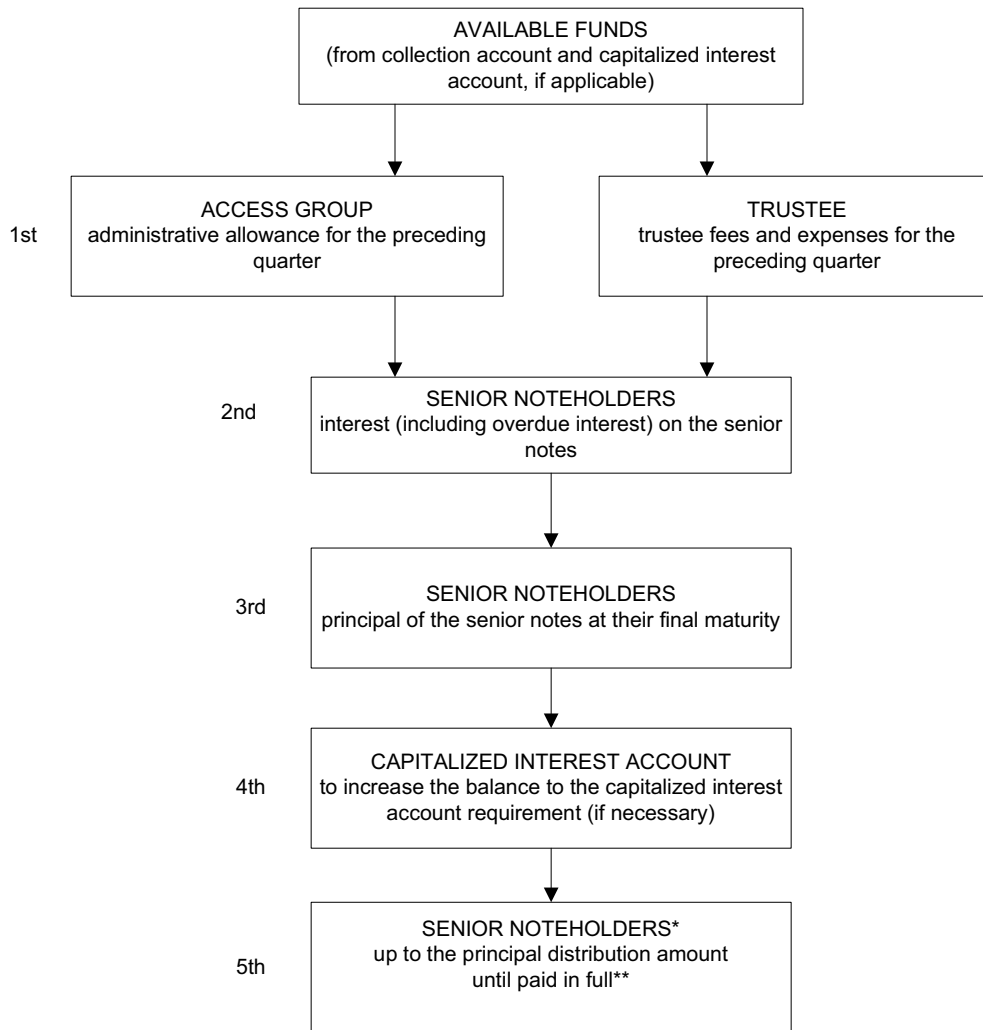 AVAILABLE FUNDS
(from collection account and capitalized interest
account, if applicable)
1st
ACCESS GROUP
administrative allowance for the preceding
quarter
TRUSTEE
trustee fees and expenses for the
preceding quarter
2nd
SENIOR NOTEHOLDERS
interest (including overdue interest) on the senior
notes
3rd
SENIOR NOTEHOLDERS
principal of the senior notes at their final maturity
4th
CAPITALIZED INTEREST ACCOUNT
to increase the balance to the capitalized interest
account requirement (if necessary)
5th
SENIOR NOTEHOLDERS*
up to the principal distribution amount
until paid in full**